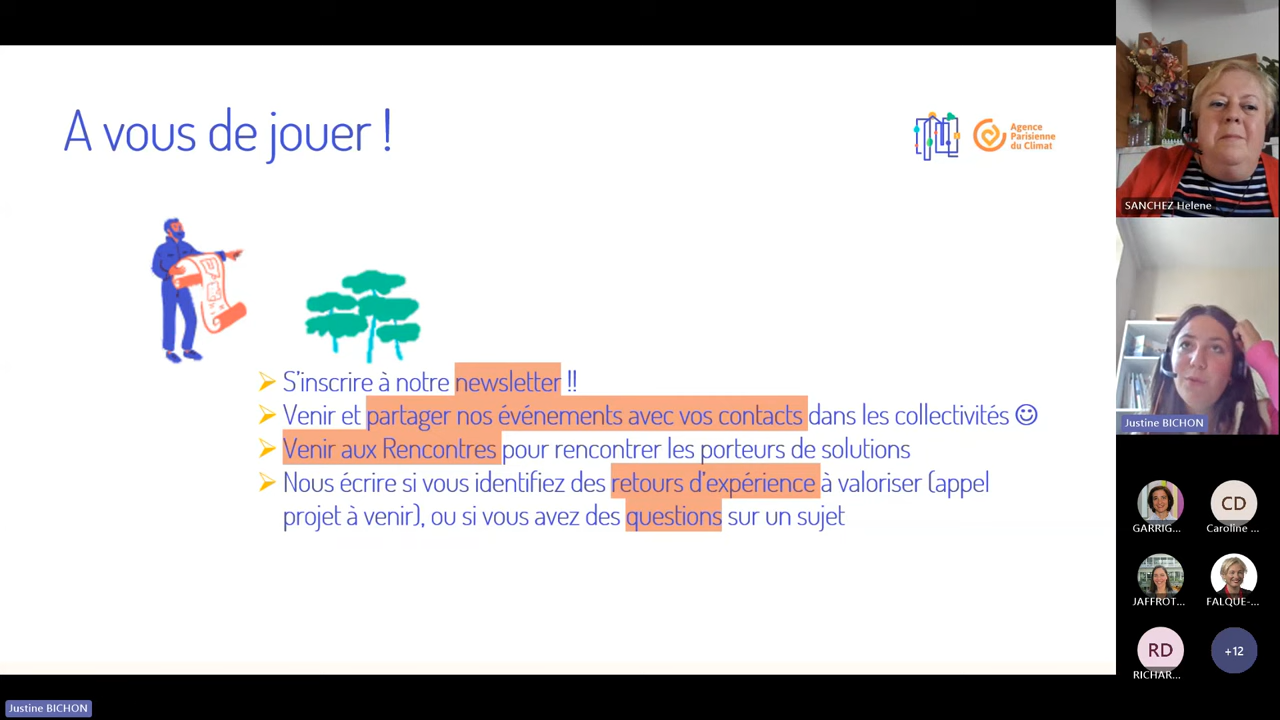 A vous de jouer !
Agence
Parisienne
du Climat
S'inscrire à notre newsletter !!
Venir et partager nos événements avec vos contacts dans les collectivités ☺
Venir aux Rencontres pour rencontrer les porteurs de solutions
Nous écrire si vous identifiez des retours d'expérience à valoriser (appel
projet à venir), ou si vous avez des questions sur un sujet
SANCHEZ Helene
Justine BICHON
CD
GARRIG...
Caroline ...
JAFFROT...
FALQUE-...
RD
+12
RICHAR...
Justine BICHON